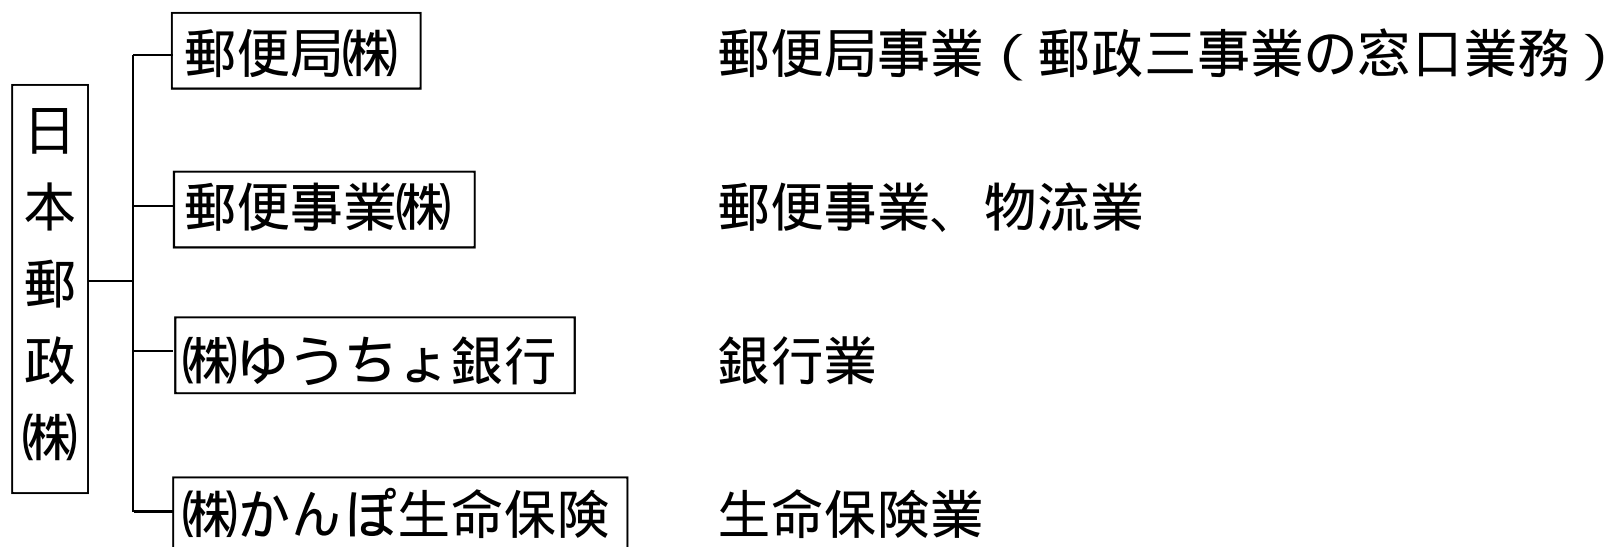 日本郵政㈱
郵便局㈱ 郵便局事業(郵政三事業の窓口業務)
郵便事業㈱ 郵便事業、物流業
㈱ゆうちょ銀行 銀行業
㈱かんぽ生命保険 生命保険業